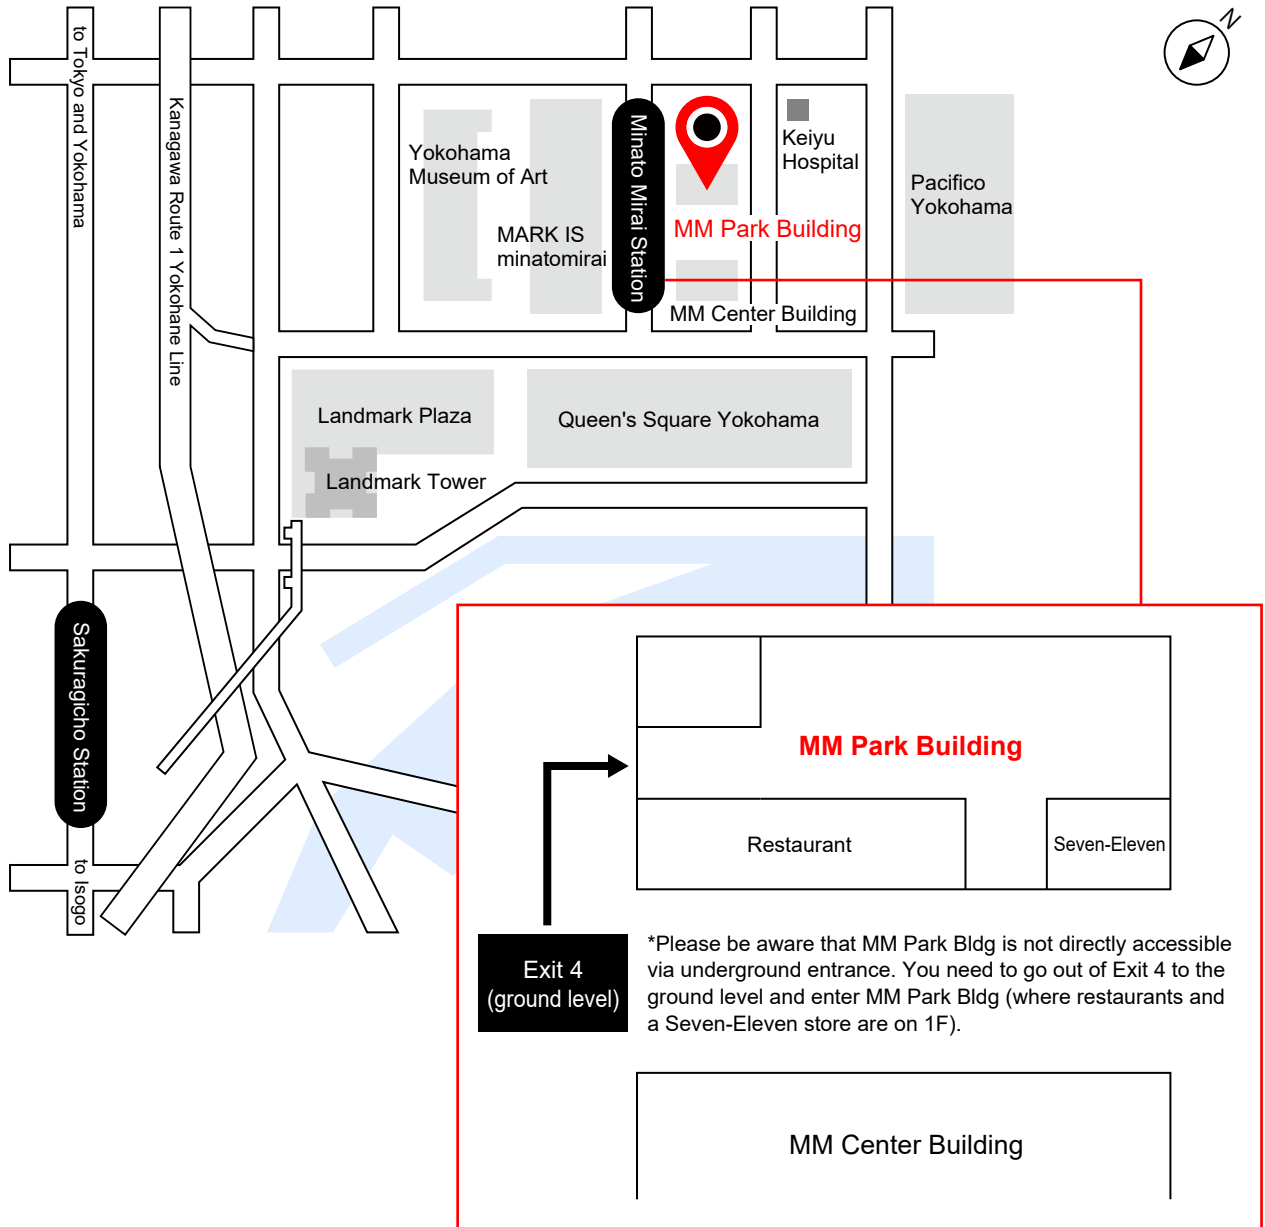 N
to Tokyo and Yokohama
Kanagawa Route 1 Yokohane Line
Yokohama
Museum of Art
MARK IS
minatomirai
Minato Mirai Station
MM Park Building
Keiyu
Hospital
Pacifico
Yokohama
MM Center Building
Landmark Plaza
Queen's Square Yokohama
Landmark Tower
Sakuragicho Station
to Isogo
MM Park Building
Restaurant
Seven-Eleven
Exit 4
(ground level)
*Please be aware that MM Park Bldg is not directly accessible
via underground entrance. You need to go out of Exit 4 to the
ground level and enter MM Park Bldg (where restaurants and
a Seven-Eleven store are on 1F).
MM Center Building